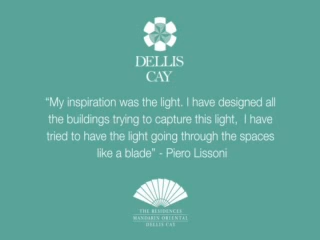 DELLIS
CAY
“My inspiration was the light. I have designed all
the buildings trying to capture this light,  I have
tried to have the light going through the spaces
like a blade” - Piero Lissoni
THE RESIDENCES
MANDARIN ORIENTAL
DELLIS CAY